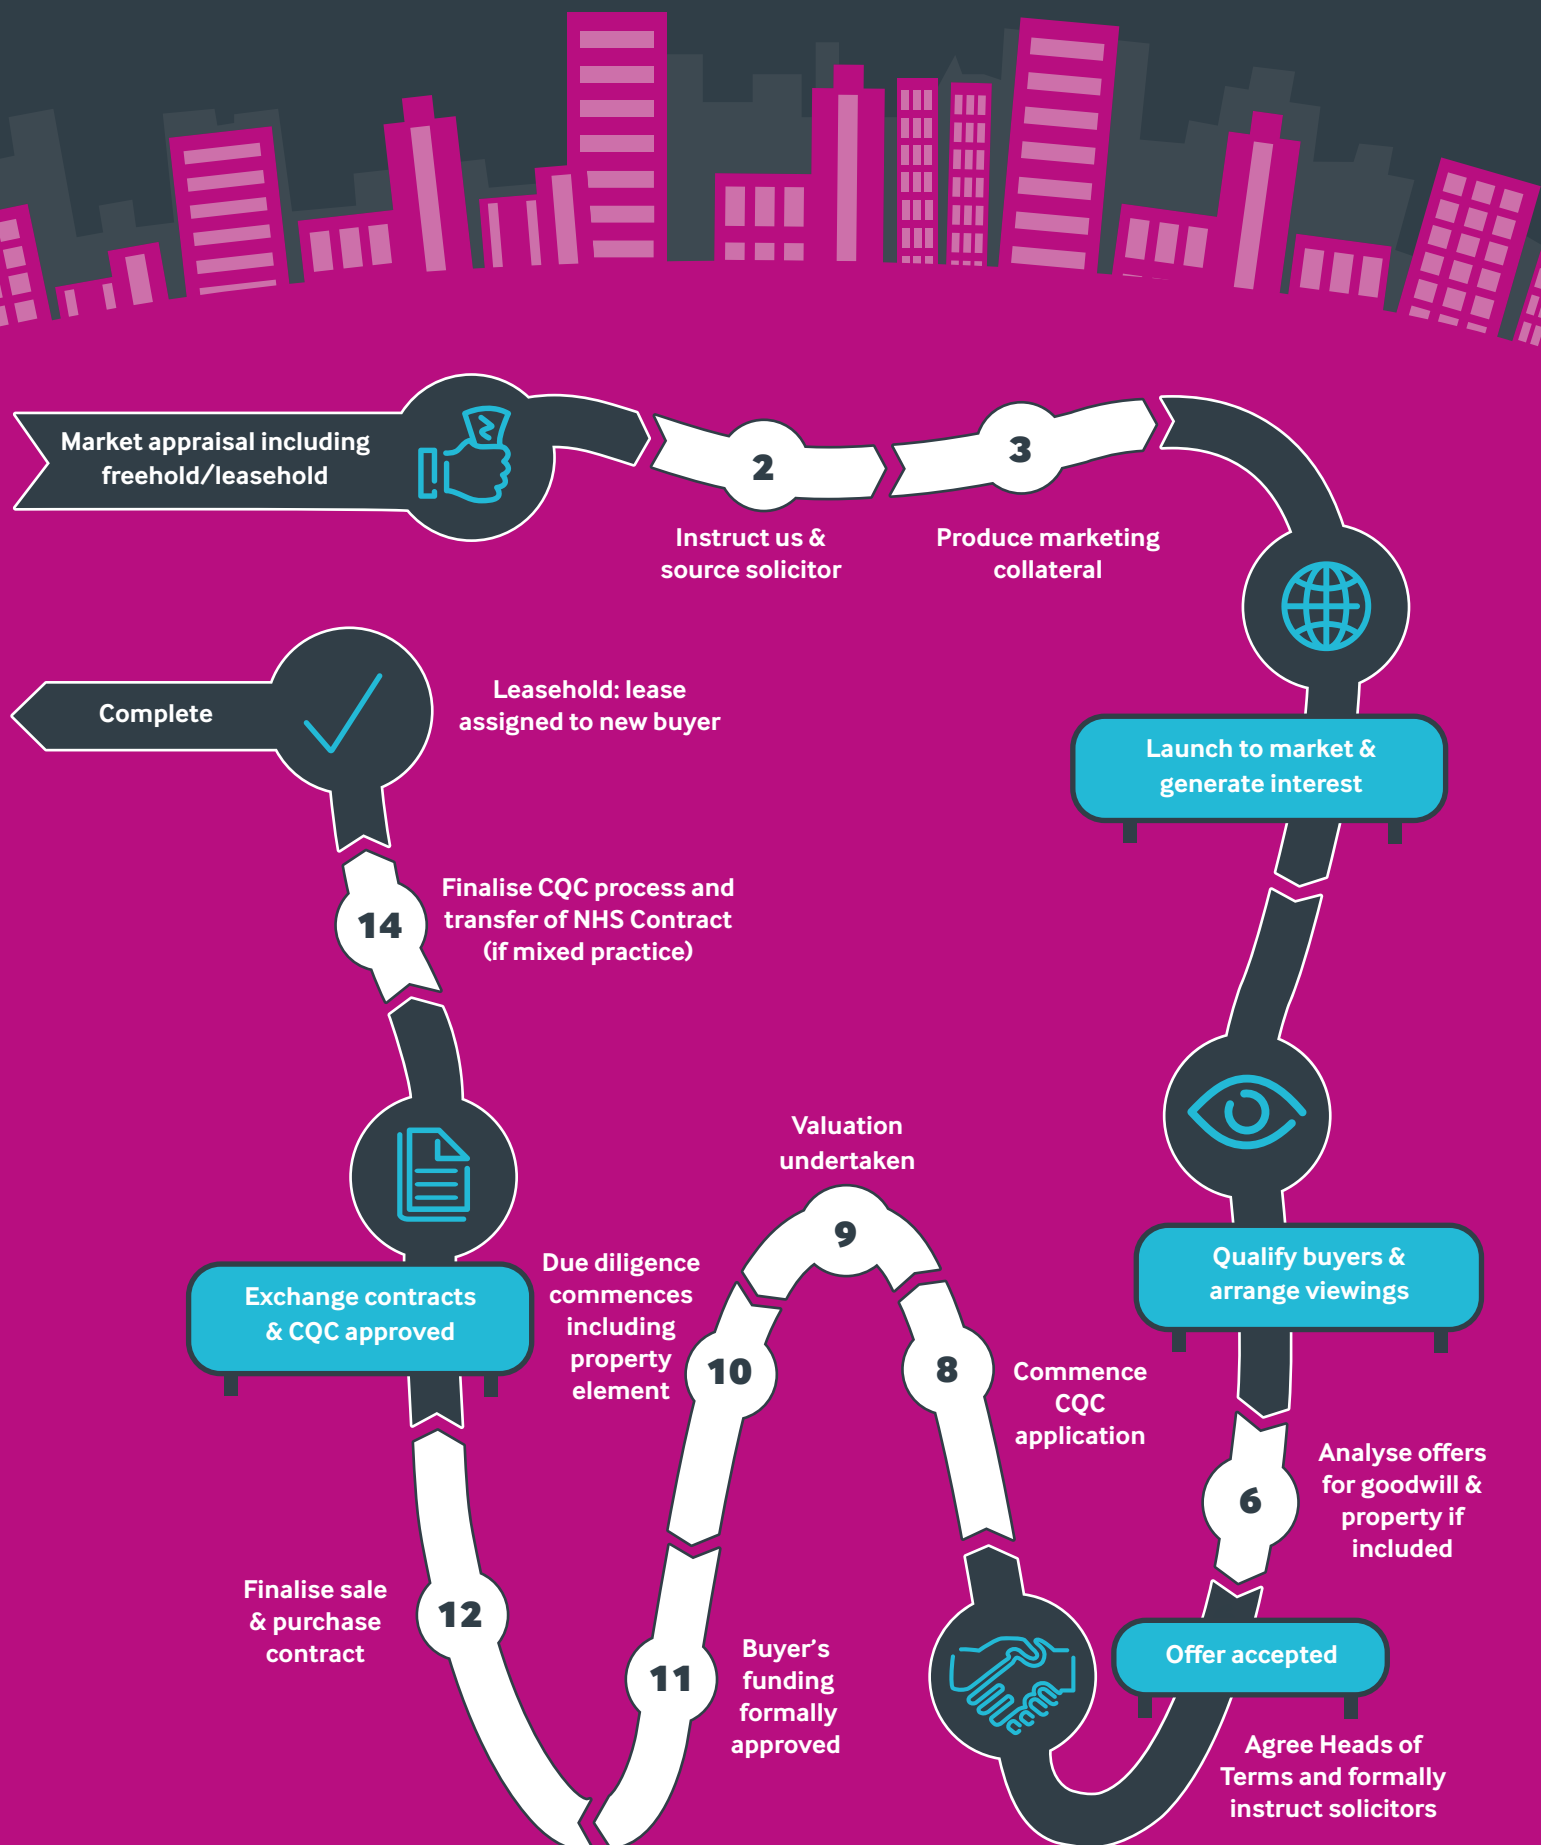 Market appraisal including
freehold/leasehold
2
Instruct us &
source solicitor
3
Produce marketing
collateral
Launch to market &
generate interest
Qualify buyers &
arrange viewings
6
Analyse offers
for goodwill &
property if
included
Offer accepted
Agree Heads of
Terms and formally
instruct solicitors
8
Commence
CQC
application
9
Valuation
undertaken
10
Due diligence
commences
including
property
element
11
Buyer's
funding
formally
approved
12
Finalise sale
& purchase
contract
Exchange contracts
& CQC approved
14
Finalise CQC process and
transfer of NHS Contract
(if mixed practice)
Leasehold: lease
assigned to new buyer
Complete